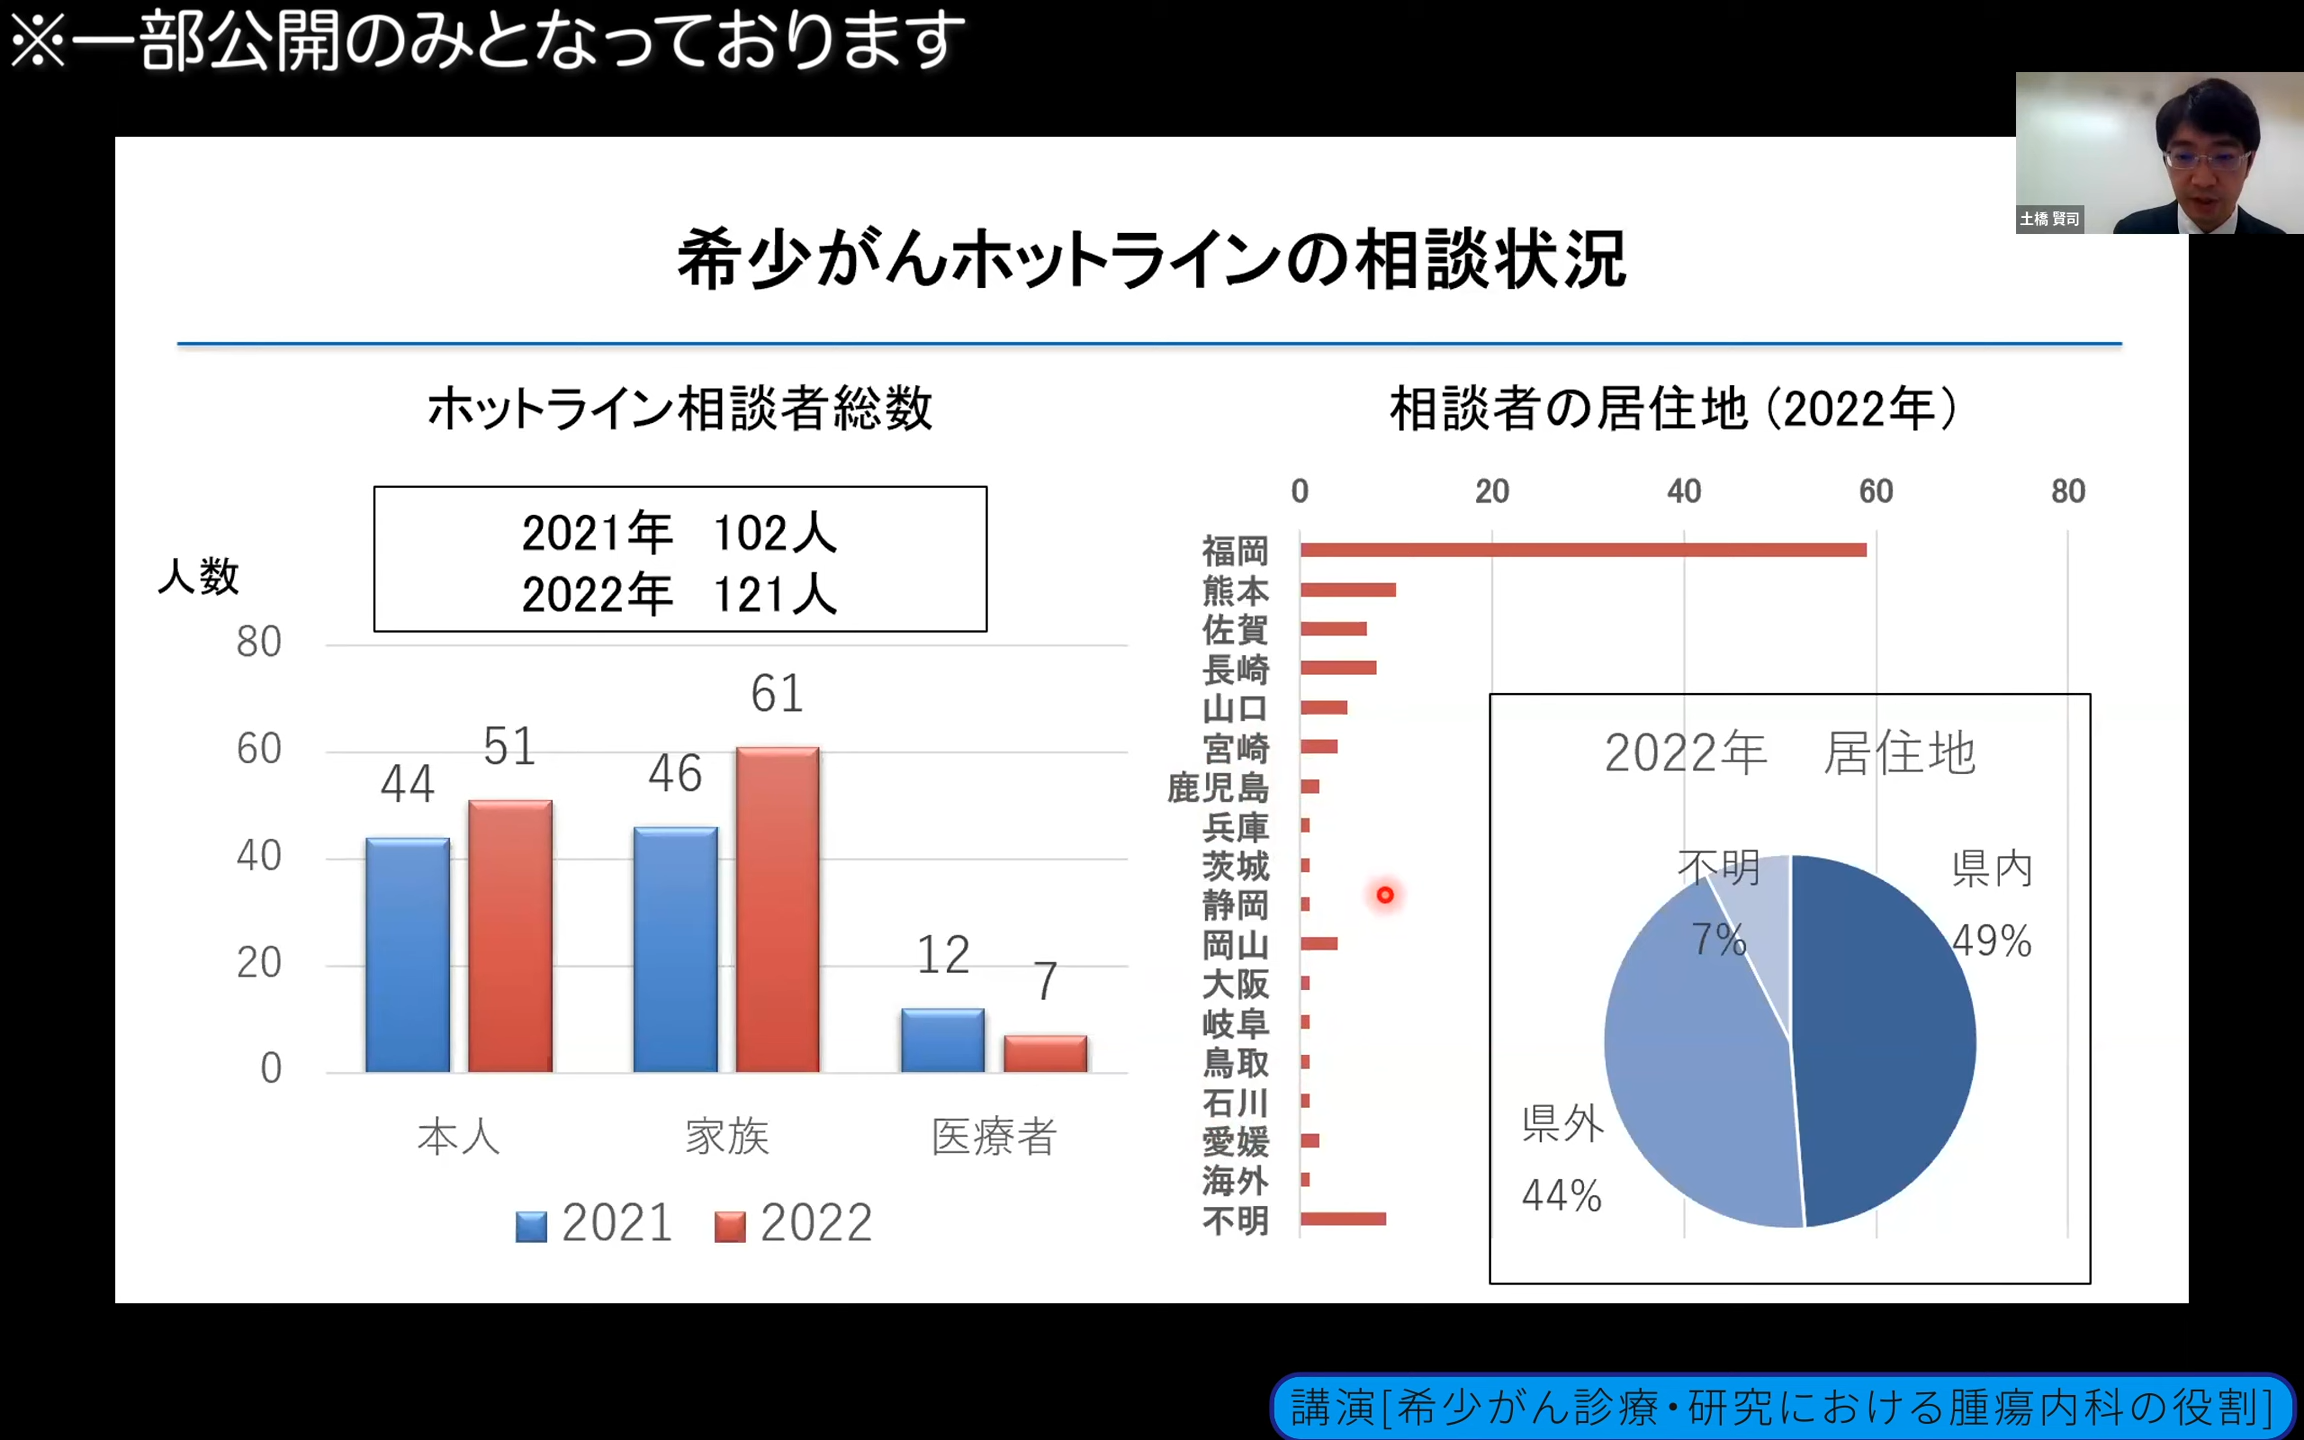 ※一部公開のみとなっております
土橋 賢司
希少がんホットラインの相談状況
ホットライン相談者総数
2021年 102人
2022年 121人
人数
80
60
40
20
0
44
51
46
61
12
7
本人
家族
医療者
2021
2022
相談者の居住地（2022年）
0
20
40
60
80
福岡
熊本
佐賀
長崎
山口
宮崎
鹿児島
兵庫
茨城
静岡
岡山
大阪
岐阜
鳥取
石川
愛媛
海外
不明
2022年 居住地
不明
7%
県内
49%
県外
44%
講演[希少がん診療・研究における腫瘍内科の役割]